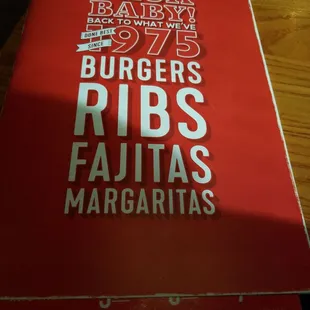 BABY!
BACK TO WHAT WE'VE
DONE BEST
SINCE
1975
BURGERS
RIBS
FAJITAS
MARGARITAS